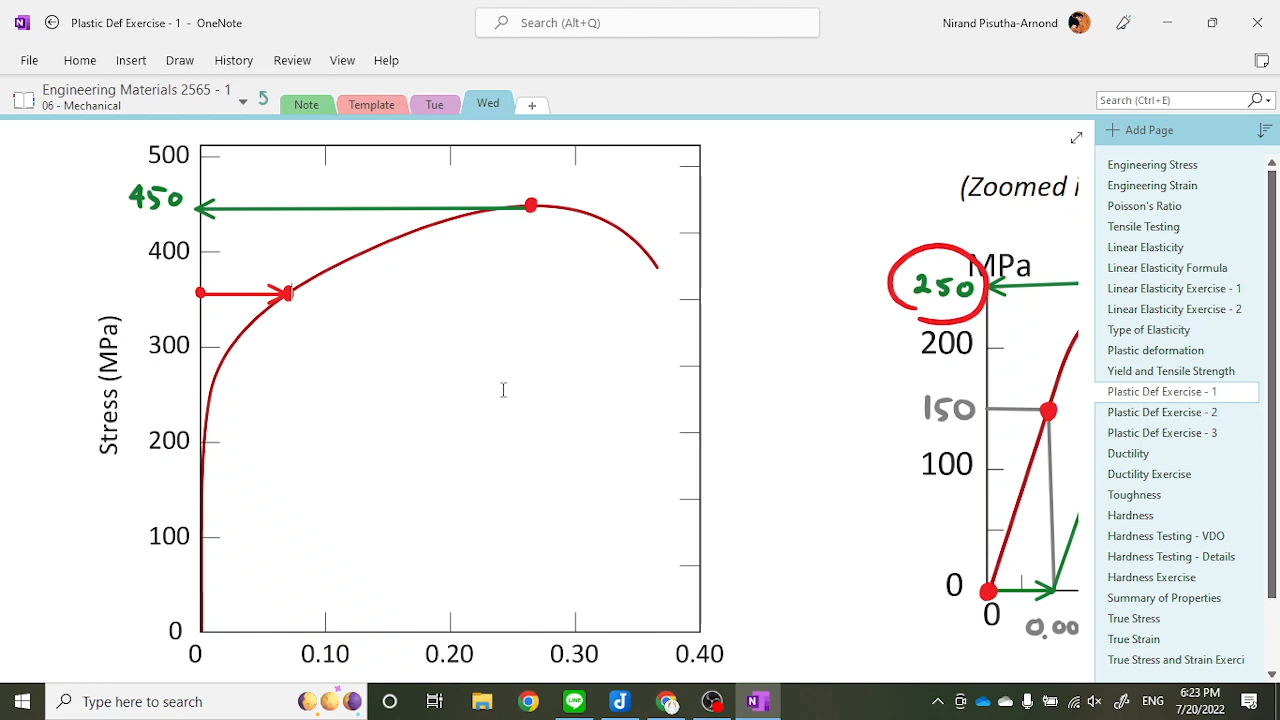 Plastic Def Exercise - 1 - OneNote
Search (Alt+Q)
Nirand Pisutha-Arnond
File Home Insert Draw History Review View Help
Engineering Materials 2565 - 1
06 - Mechanical
Note Template Tue Wed
Search (Ctrl+E)
Add Page
Engineering Stress
Engineering Strain
Poisson's Ratio
Tensile Testing
Linear Elasticity
Linear Elasticity Formula
Linear Elasticity Exercise - 1
Linear Elasticity Exercise - 2
Type of Elasticity
Plastic deformation
Yield and Tensile Strength
Plastic Def Exercise - 1
Plastic Def Exercise - 2
Plastic Def Exercise - 3
Ductility
Ductility Exercise
Toughness
Hardness
Hardness Testing - VDO
Hardness Testing - Details
Hardness Exercise
Summary of Properties
True Stress
True Strain
True Stress and Strain Exerci
500
450
400
300
200
100
0
Stress (MPa)
0 0.10 0.20 0.30 0.40
(Zoomed i
MPa
250
200
150
100
0
0
0.00
Type here to search
ENG
6:23 PM
7/20/2022